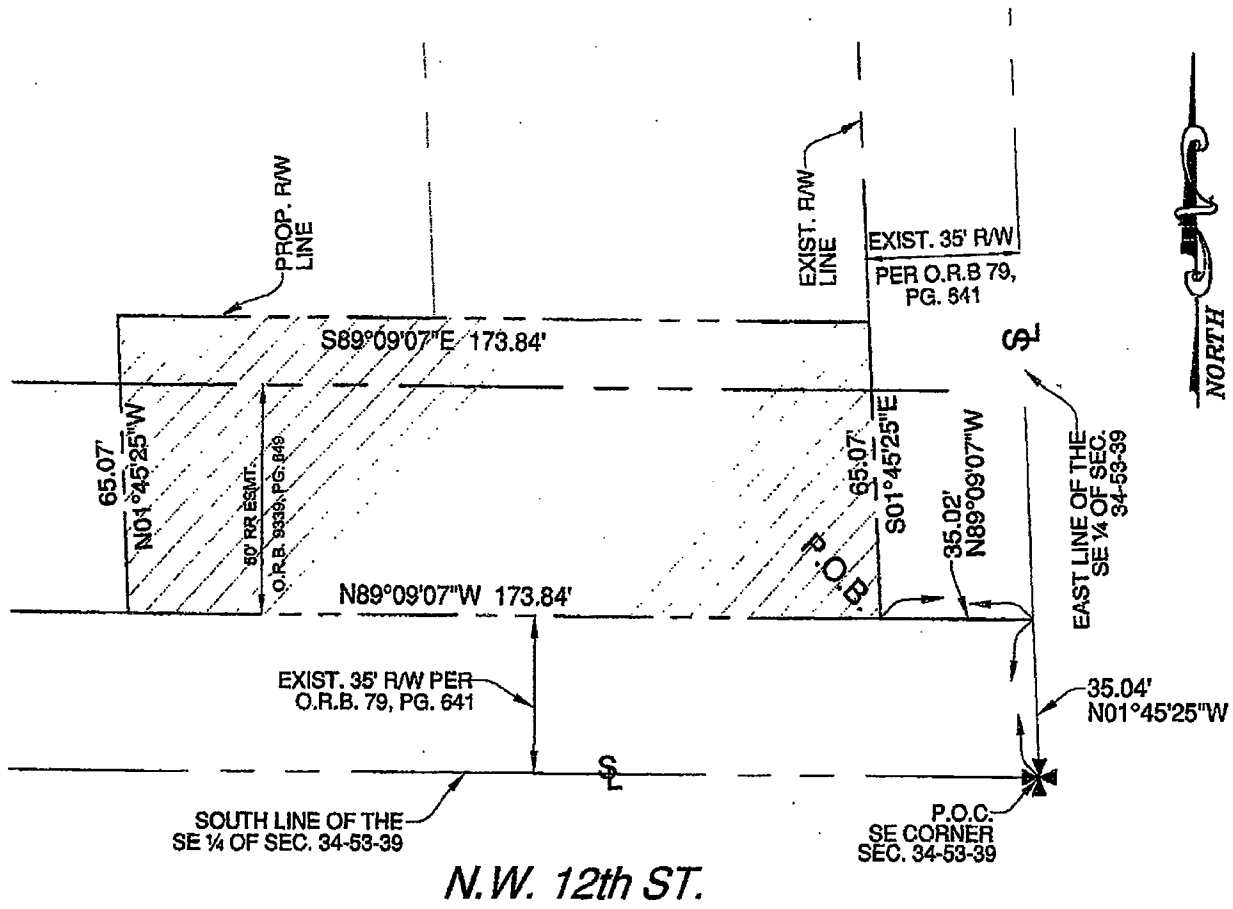 PROP. R/W
LINE
EXIST. R/W
LINE
EXIST. 35' R/W
PER O.R.B 79,
PG. 641
NORTH
S89°09'07"E 173.84'
SL
65.07'
N01°45'25"W
50' RR ESMT.
O.R.B. 9339, PG. 849
65.07'
S01°45'25"E
35.02'
N89°09'07"W
EAST LINE OF THE
SE ¼ OF SEC.
34-53-39
P.O.B.
N89°09'07"W 173.84'
EXIST. 35' R/W PER
O.R.B. 79, PG. 641
35.04'
N01°45'25"W
SL
SOUTH LINE OF THE
SE ¼ OF SEC. 34-53-39
P.O.C.
SE CORNER
SEC. 34-53-39
N.W. 12th ST.